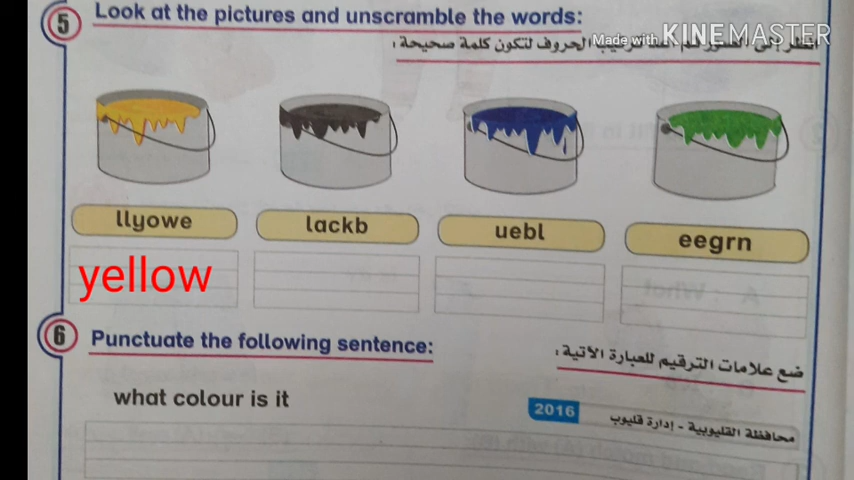 5 Look at the pictures and unscramble the words:
Made with KINEMASTER
الحروف لتكون كلمة صحيحة :
llyowe lackb uebl eegrn
yellow
6 Punctuate the following sentence:
ضع علامات الترقيم للعبارة الآتية :
what colour is it
2016 محافظة القليوبية - إدارة قليوب